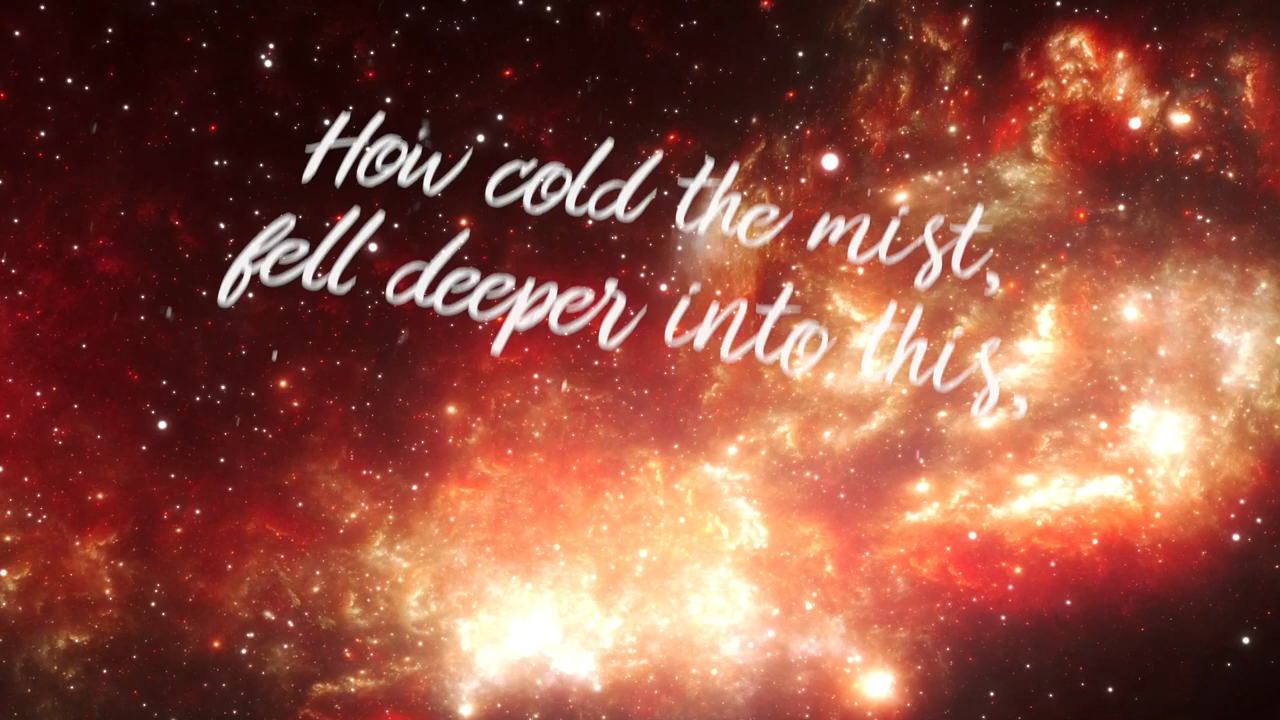 How cold the mist,
fell deeper into this,